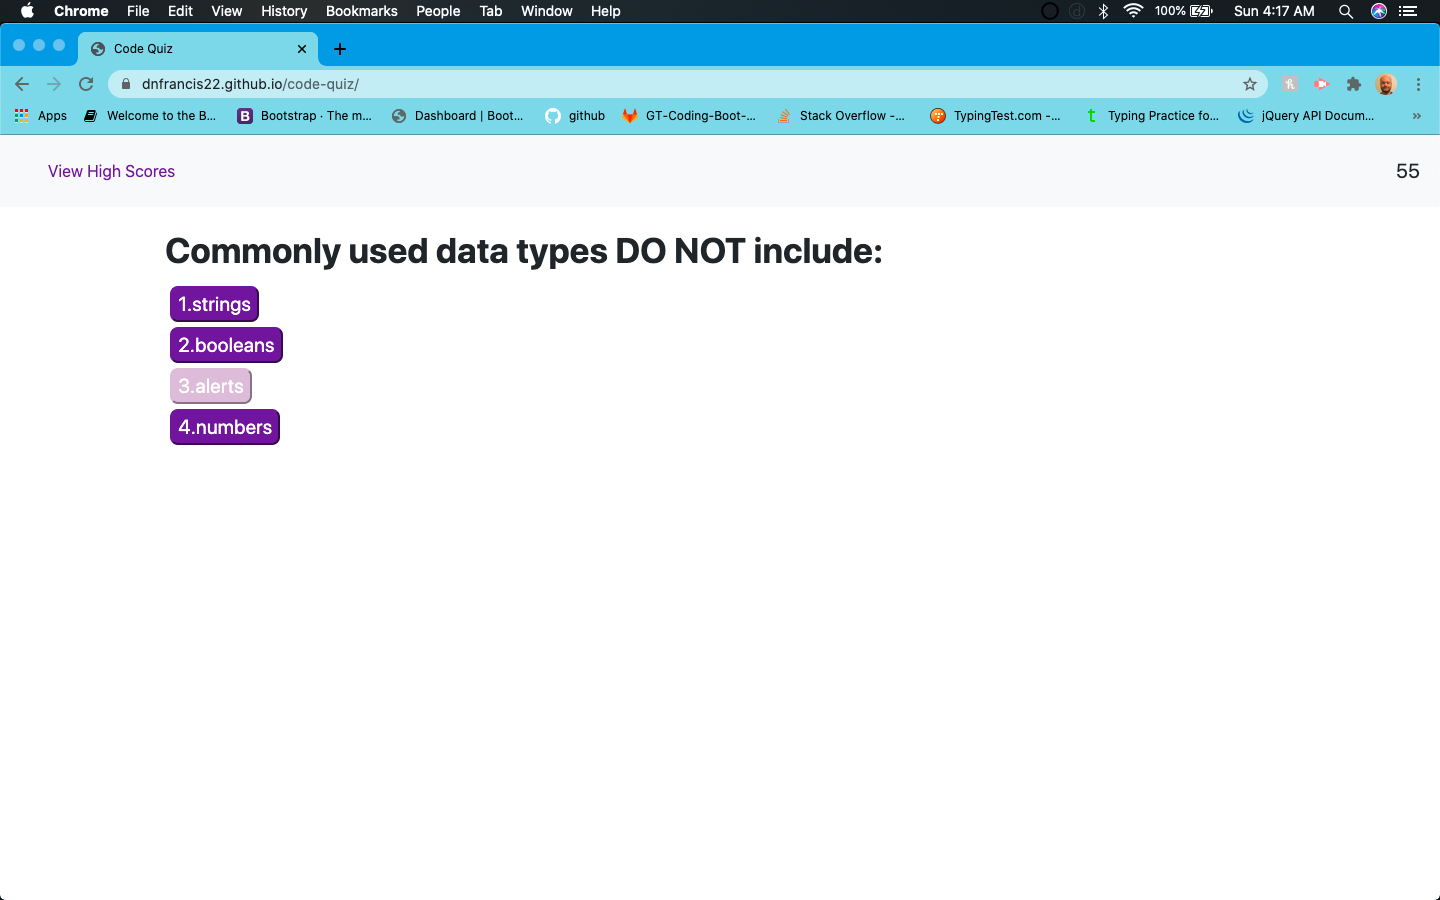 Chrome File Edit View History Bookmarks People Tab Window Help 100% Sun 4:17 AM
Code Quiz
dnfrancis22.github.io/code-quiz/
Apps Welcome to the B... Bootstrap · The m... Dashboard | Boot... github GT-Coding-Boot-... Stack Overflow -... TypingTest.com -... Typing Practice fo... jQuery API Docum... »
View High Scores 55
Commonly used data types DO NOT include:
1.strings
2.booleans
3.alerts
4.numbers